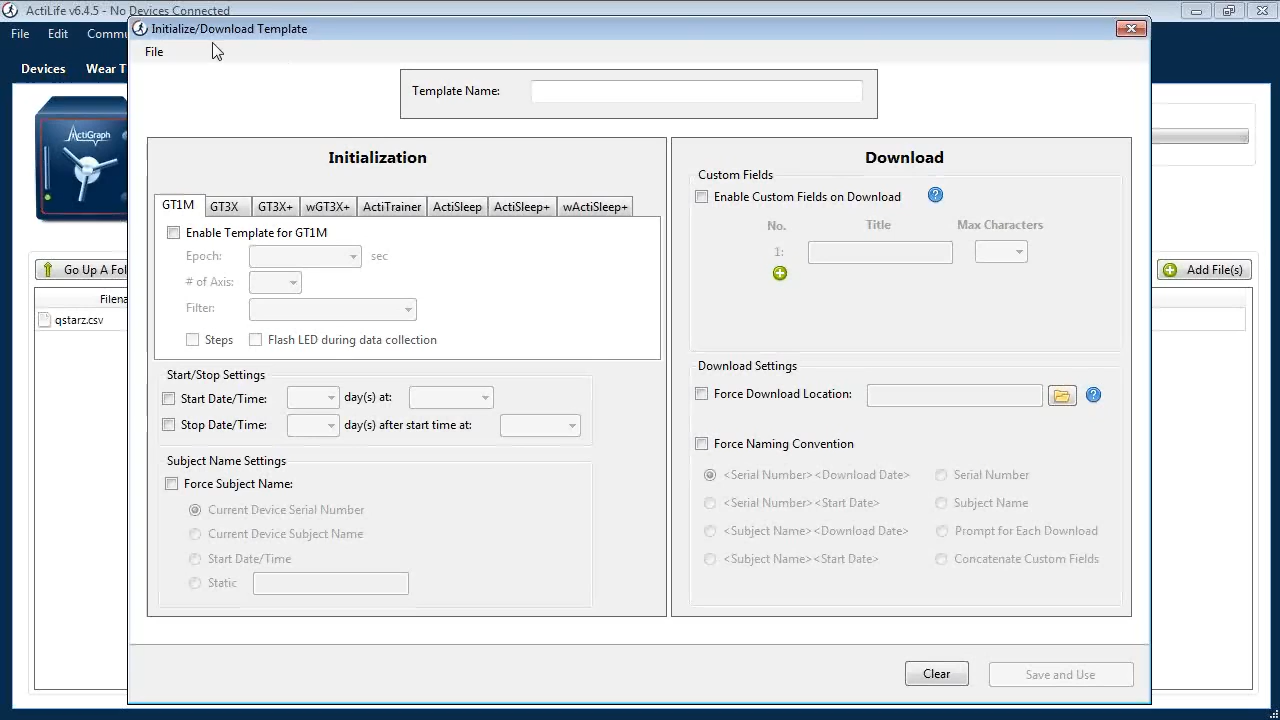 ActiLife v6.4.5 - No Devices Connected
File Edit Commu
Devices Wear T
ActiGraph
Go Up A Fol
Filena
qstarz.csv
Add File(s)
Initialize/Download Template
File
Template Name:
Initialization
GT1M GT3X GT3X+ wGT3X+ ActiTrainer ActiSleep ActiSleep+ wActiSleep+
Enable Template for GT1M
Epoch: sec
# of Axis:
Filter:
Steps Flash LED during data collection
Start/Stop Settings
Start Date/Time: day(s) at:
Stop Date/Time: day(s) after start time at:
Subject Name Settings
Force Subject Name:
Current Device Serial Number
Current Device Subject Name
Start Date/Time
Static
Download
Custom Fields
Enable Custom Fields on Download
No. Title Max Characters
1:
Download Settings
Force Download Location:
Force Naming Convention
<Serial Number><Download Date> Serial Number
<Serial Number><Start Date> Subject Name
<Subject Name><Download Date> Prompt for Each Download
<Subject Name><Start Date> Concatenate Custom Fields
Clear Save and Use